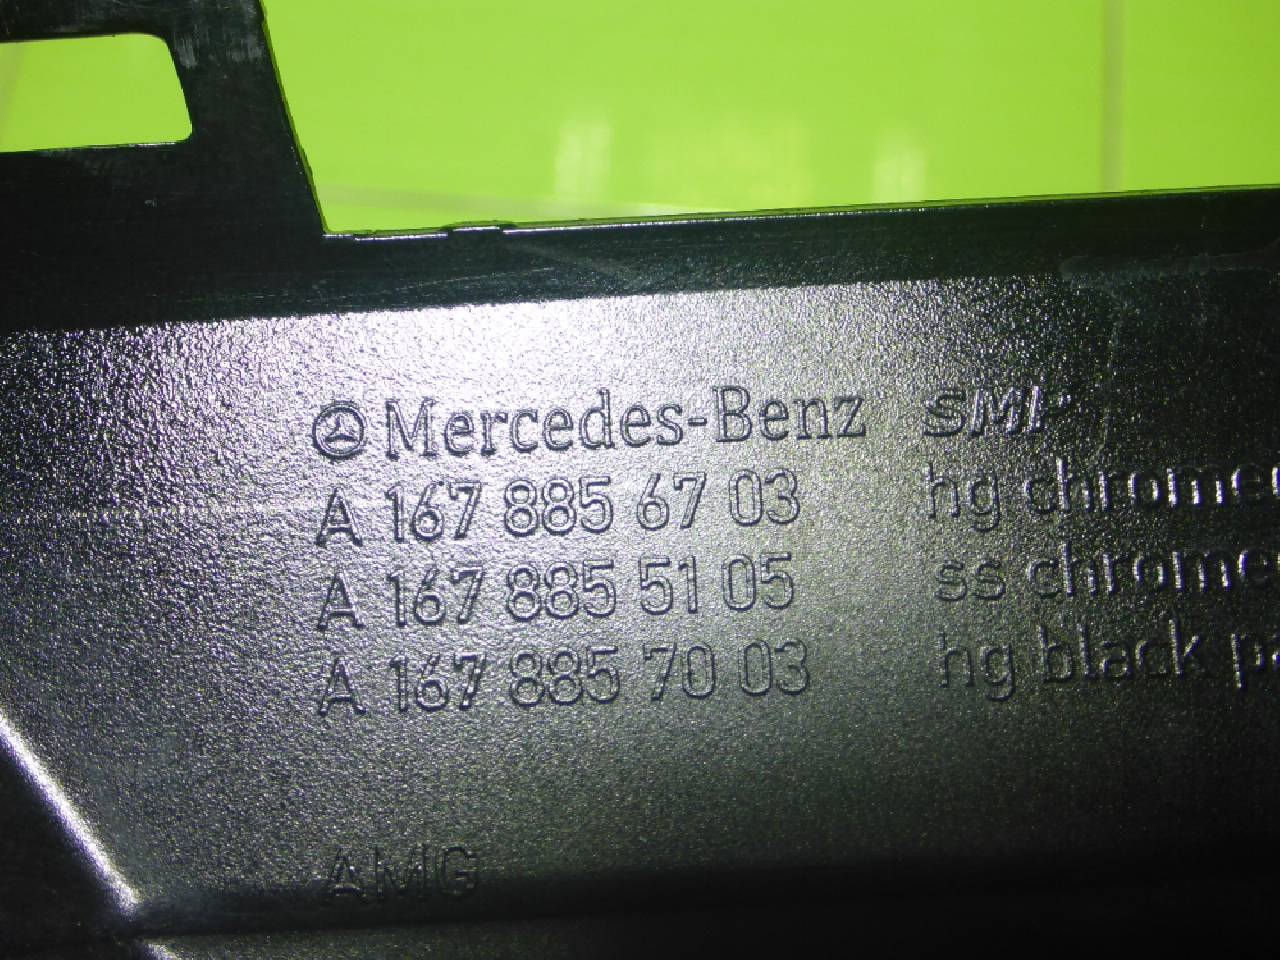 Mercedes-Benz SMP
A 167 885 67 03 hg chrome
A 167 885 51 05 ss chrome
A 167 885 70 03 hg black
AMG